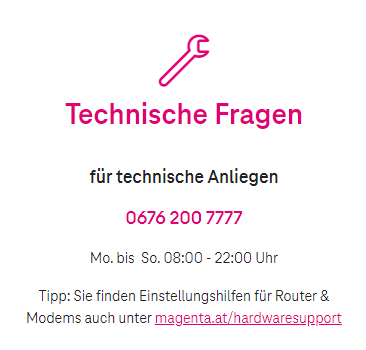 Technische Fragen
für technische Anliegen
0676 200 7777
Mo. bis So. 08:00 - 22:00 Uhr
Tipp: Sie finden Einstellungshilfen für Router &
Modems auch unter magenta.at/hardwaresupport